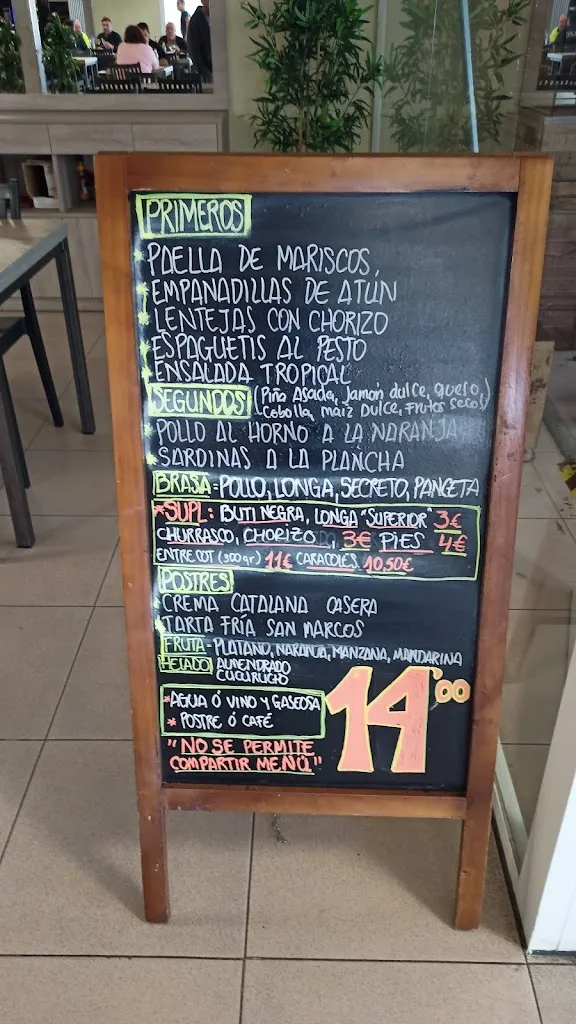 PRIMEROS
* PAELLA DE MARISCOS,
* EMPANADILLAS DE ATUN
* LENTEJAS CON CHORIZO
* ESPAGUETIS AL PESTO
* ENSALADA TROPICAL
SEGUNDOS (Piña Asada, Jamón dulce, queso,
Cebolla, maiz Dulce, Frutos secos)
* POLLO AL HORNO A LA NARANJA
* SARDINAS A LA PLANCHA
BRASA = POLLO, LONGA, SECRETO, PANCETA
*SUPL: BUTI NEGRA, LONGA "SUPERIOR" 3€
CHURRASCO, CHORIZO, 3€ PIES 4€
ENTRECOT (300gr) 11€ CARACOLES 10,50€
POSTRES
* CREMA CATALANA CASERA
* TARTA FRÍA SAN MARCOS
FRUTA - PLATANO, NARANJA, MANZANA, MANDARINA
HELADO ALMENDRADO
CUCURUCHO
* AGUA Ó VINO Y GASEOSA
* POSTRE Ó CAFÉ
14'00
"NO SE PERMITE
COMPARTIR MENÚ"